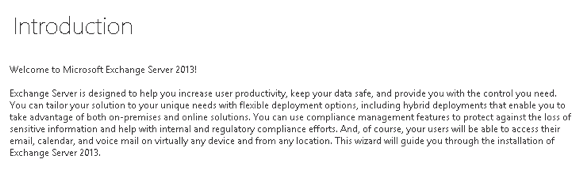 Introduction
Welcome to Microsoft Exchange Server 2013!
Exchange Server is designed to help you increase user productivity, keep your data safe, and provide you with the control you need.
You can tailor your solution to your unique needs with flexible deployment options, including hybrid deployments that enable you to
take advantage of both on-premises and online solutions. You can use compliance management features to protect against the loss of
sensitive information and help with internal and regulatory compliance efforts. And, of course, your users will be able to access their
email, calendar, and voice mail on virtually any device and from any location. This wizard will guide you through the installation of
Exchange Server 2013.